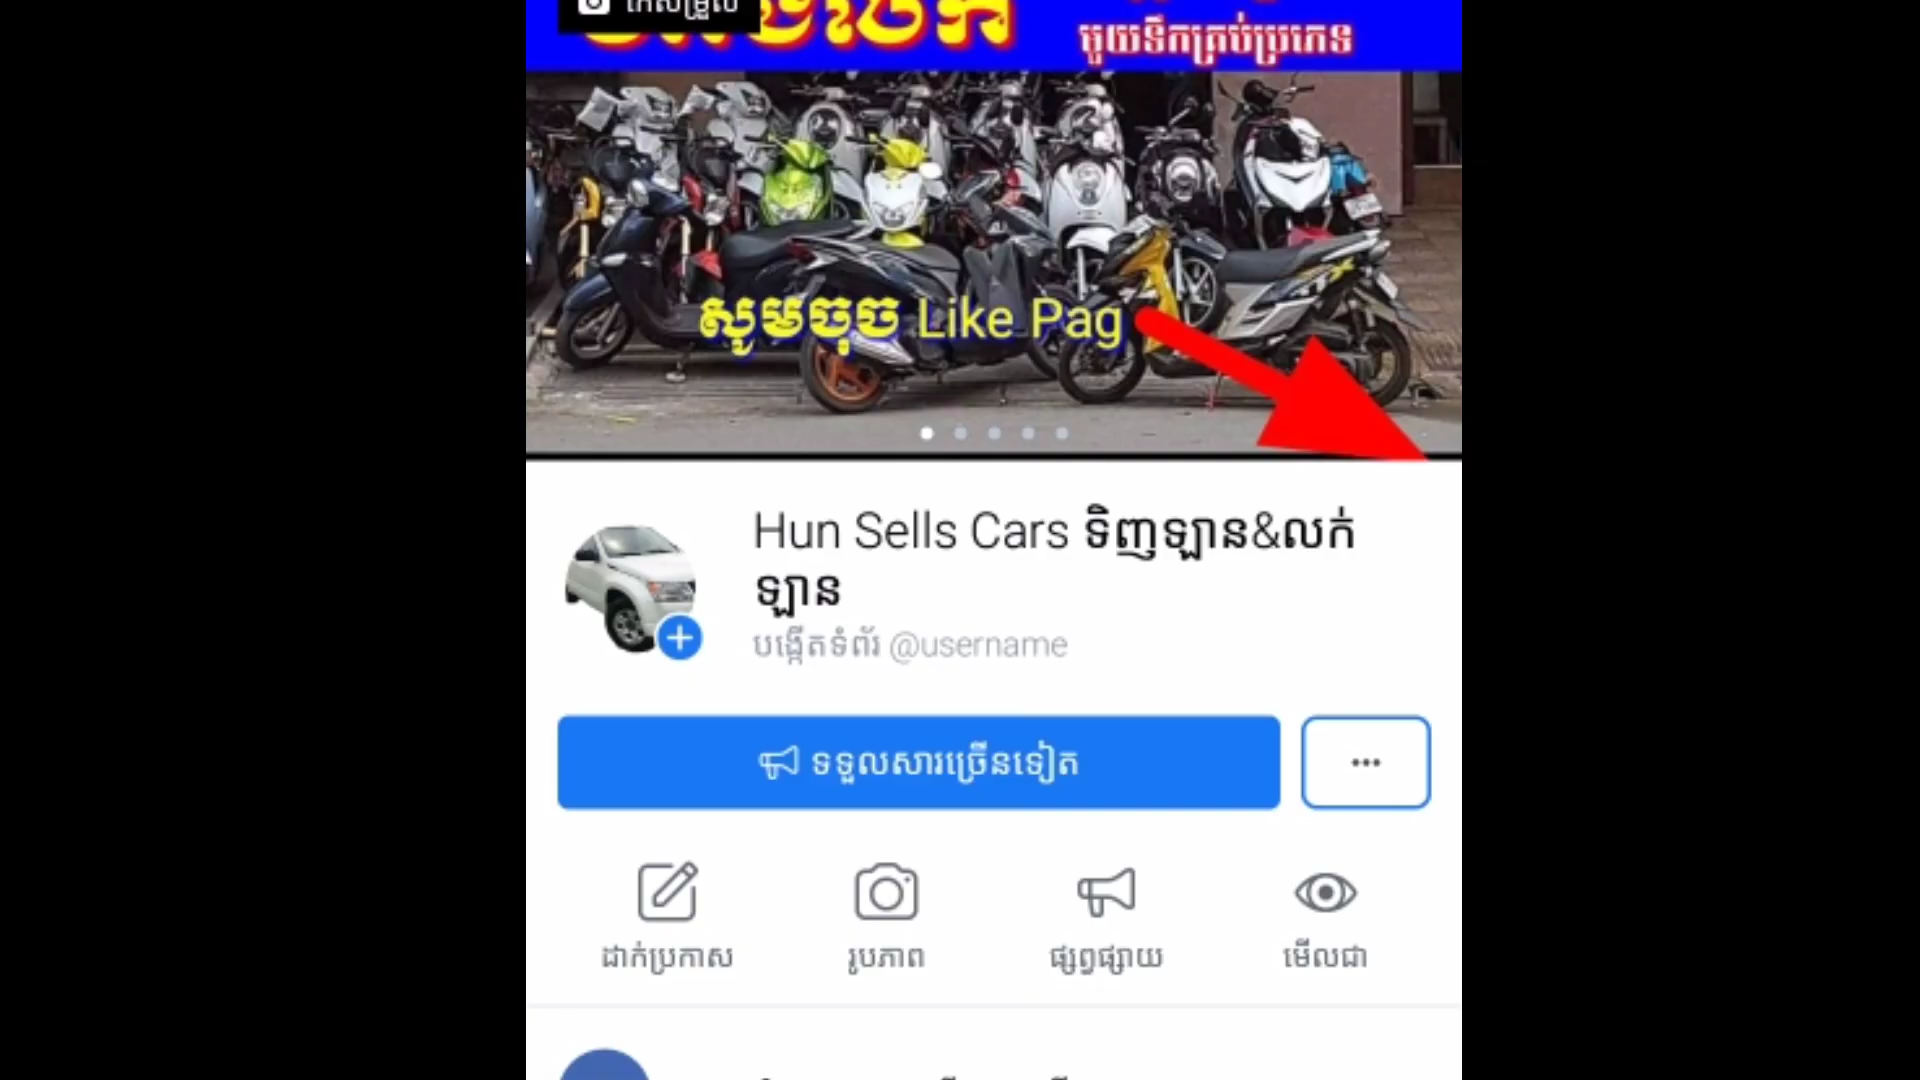 មួយទឹកគ្រប់ប្រភេទ
សូមចុច Like Pag
Hun Sells Cars ទិញឡាន&លក់
ឡាន
បង្កើតទំព័រ @username
ទទួលសារច្រើនទៀត
ដាក់ប្រកាស
រូបភាព
ផ្សព្វផ្សាយ
មើលជា